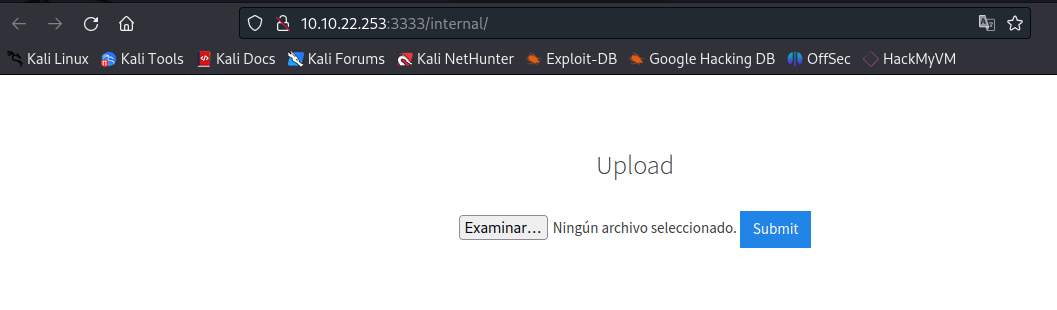 10.10.22.253:3333/internal/
Kali Linux Kali Tools Kali Docs Kali Forums Kali NetHunter Exploit-DB Google Hacking DB OffSec HackMyVM
Upload
Examinar... Ningún archivo seleccionado. Submit